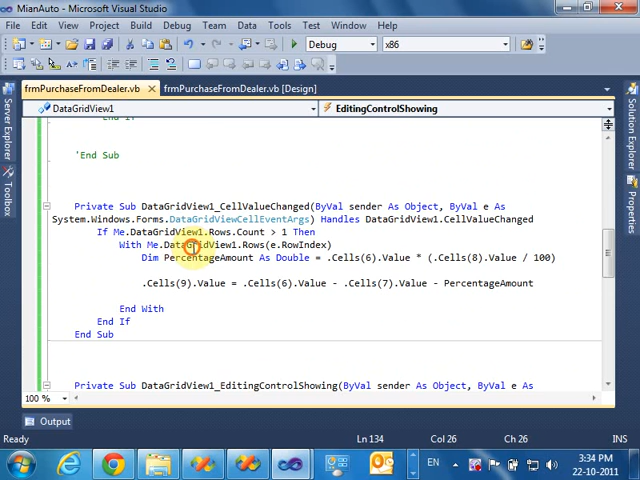 MianAuto - Microsoft Visual Studio
File Edit View Project Build Debug Team Data Tools Test Window Help
Debug x86
frmPurchaseFromDealer.vb frmPurchaseFromDealer.vb [Design]
DataGridView1 EditingControlShowing
Server Explorer
Toolbox
Solution Explorer
Properties
End If
'End Sub
Private Sub DataGridView1_CellValueChanged(ByVal sender As Object, ByVal e As
System.Windows.Forms.DataGridViewCellEventArgs) Handles DataGridView1.CellValueChanged
If Me.DataGridView1.Rows.Count > 1 Then
With Me.DataGridView1.Rows(e.RowIndex)
Dim PercentageAmount As Double = .Cells(6).Value * (.Cells(8).Value / 100)
.Cells(9).Value = .Cells(6).Value - .Cells(7).Value - PercentageAmount
End With
End If
End Sub
Private Sub DataGridView1_EditingControlShowing(ByVal sender As Object, ByVal e As
100 %
Output
Ready Ln 134 Col 26 Ch 26 INS
EN 3:34 PM
22-10-2011